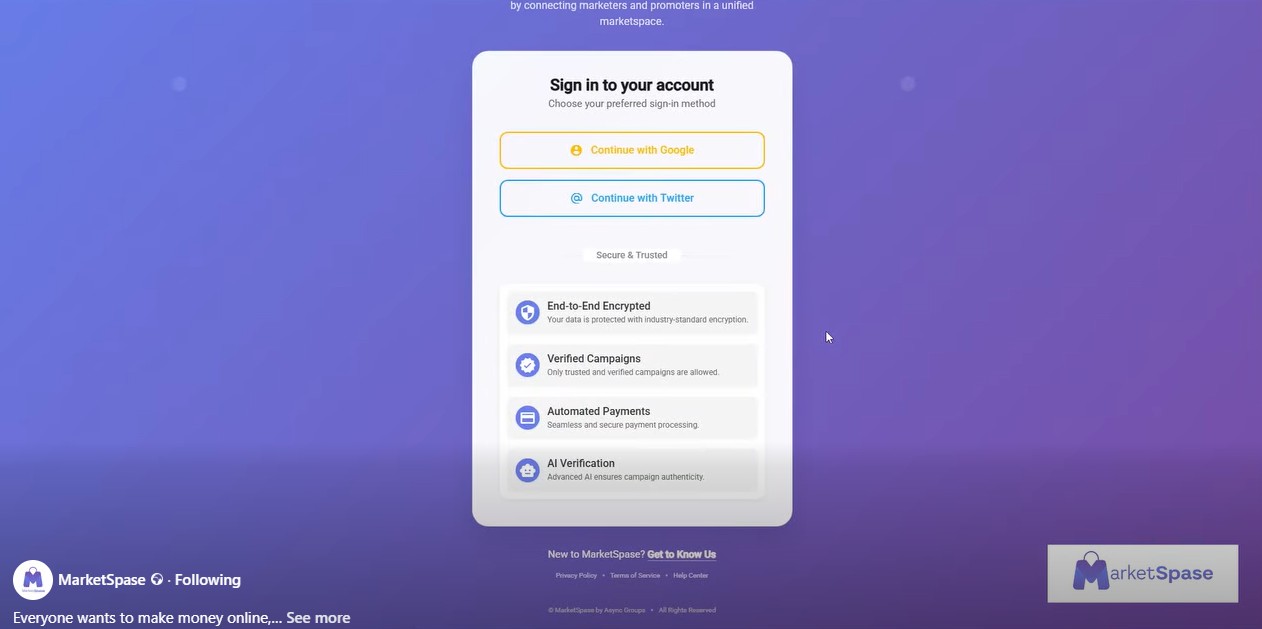 by connecting marketers and promoters in a unified
marketspace.
Sign in to your account
Choose your preferred sign-in method
Continue with Google
Continue with Twitter
Secure & Trusted
End-to-End Encrypted
Your data is protected with industry-standard encryption.
Verified Campaigns
Only trusted and verified campaigns are allowed.
Automated Payments
Seamless and secure payment processing.
AI Verification
Advanced AI ensures campaign authenticity.
New to MarketSpase? Get to Know Us
Privacy Policy • Terms of Service • Help Center
© MarketSpase by Async Groups • All Rights Reserved
MarketSpase · Following
Everyone wants to make money online,... See more
MarketSpase